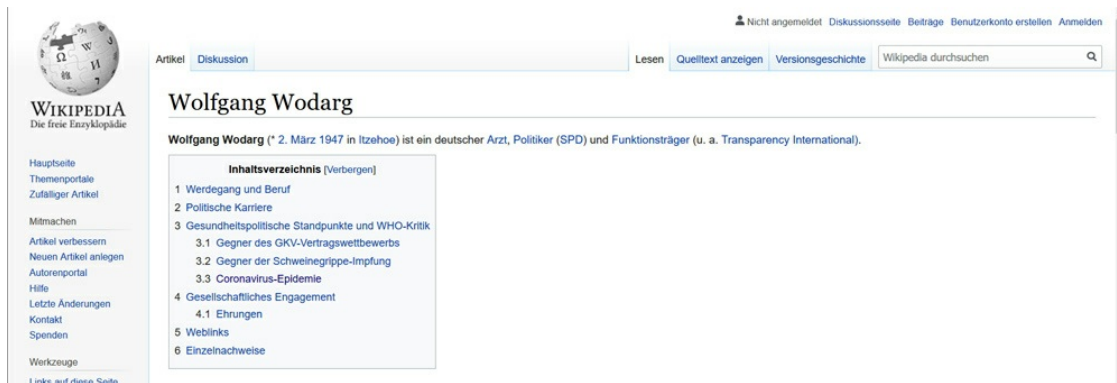 Nicht angemeldet Diskussionsseite Beiträge Benutzerkonto erstellen Anmelden
Artikel Diskussion
Lesen Quelltext anzeigen Versionsgeschichte Wikipedia durchsuchen
WIKIPEDIA
Die freie Enzyklopädie
Hauptseite
Themenportale
Zufälliger Artikel
Mitmachen
Artikel verbessern
Neuen Artikel anlegen
Autorenportal
Hilfe
Letzte Änderungen
Kontakt
Spenden
Werkzeuge
Links auf diese Seite
Wolfgang Wodarg
Wolfgang Wodarg (* 2. März 1947 in Itzehoe) ist ein deutscher Arzt, Politiker (SPD) und Funktionsträger (u. a. Transparency International).
Inhaltsverzeichnis [Verbergen]
1 Werdegang und Beruf
2 Politische Karriere
3 Gesundheitspolitische Standpunkte und WHO-Kritik
3.1 Gegner des GKV-Vertragswettbewerbs
3.2 Gegner der Schweinegrippe-Impfung
3.3 Coronavirus-Epidemie
4 Gesellschaftliches Engagement
4.1 Ehrungen
5 Weblinks
6 Einzelnachweise